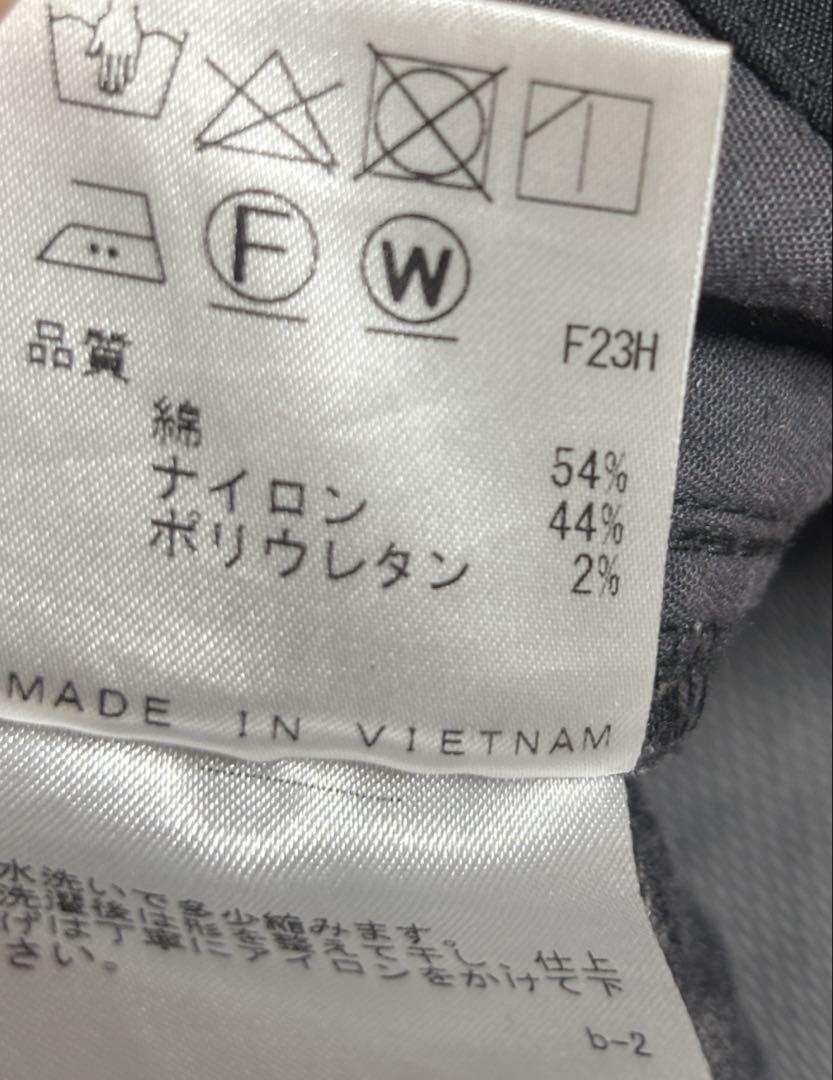 F
W
F23H
品質
綿 54%
ナイロン 44%
ポリウレタン 2%
MADE IN VIETNAM
水洗いで多少縮みます。
洗濯後は形を整えて干し、仕上
げは丁寧にアイロンをかけて下
さい。
b-2